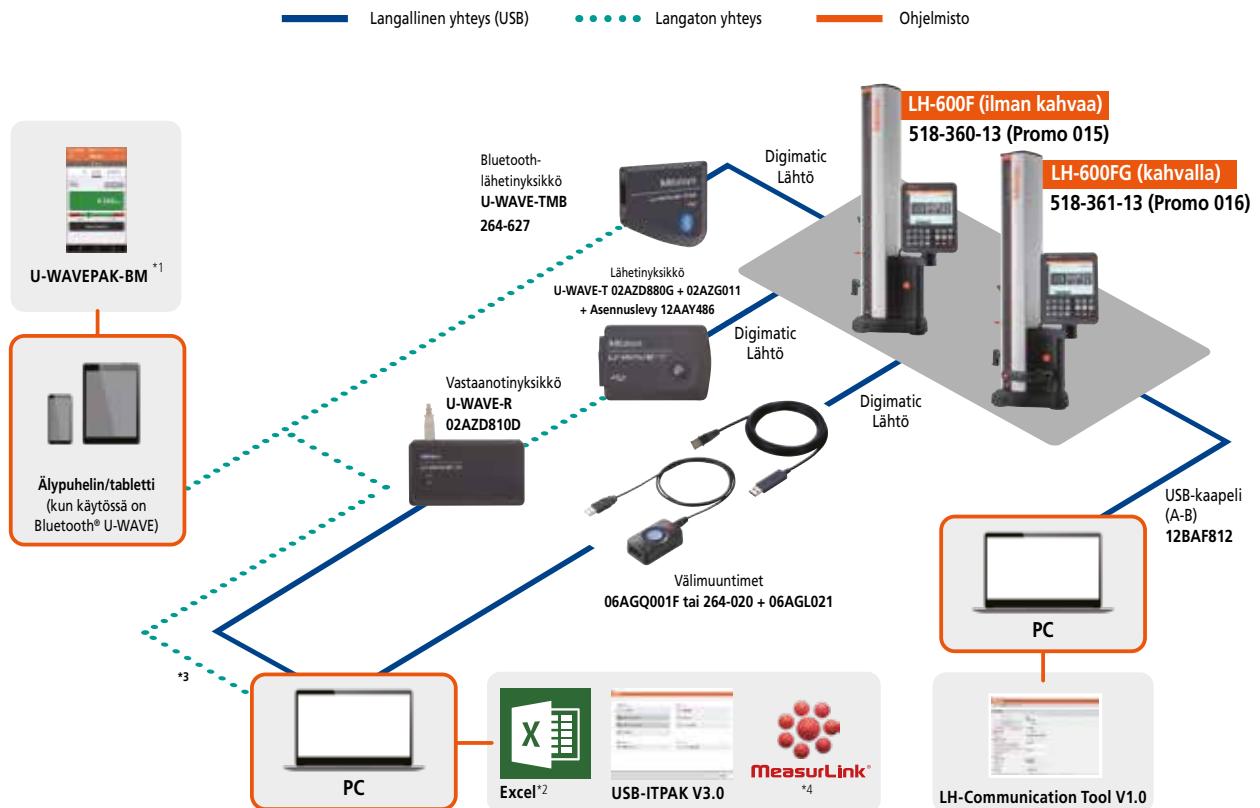 Langallinen yhteys (USB)
Langaton yhteys
Ohjelmisto
LH-600F (ilman kahvaa)
518-360-13 (Promo 015)
LH-600FG (kahvalla)
518-361-13 (Promo 016)
Bluetooth-
lähetinyksikkö
U-WAVE-TMB
264-627
Digimatic
Lähtö
U-WAVEPAK-BM *1
Lähetinyksikkö
U-WAVE-T 02AZD880G + 02AZG011
+ Asennuslevy 12AAY486
Mitutoyo
U-WAVE
Digimatic
Lähtö
Vastaanotinyksikkö
U-WAVE-R
02AZD810D
Digimatic
Lähtö
Älypuhelin/tabletti
(kun käytössä on
Bluetooth® U-WAVE)
USB-kaapeli
(A-B)
12BAF812
Välimuuntimet
06AGQ001F tai 264-020 + 06AGL021
PC
*3
PC
X
Excel*2
USB-ITPAK V3.0
MeasurLink®
*4
LH-Communication Tool V1.0